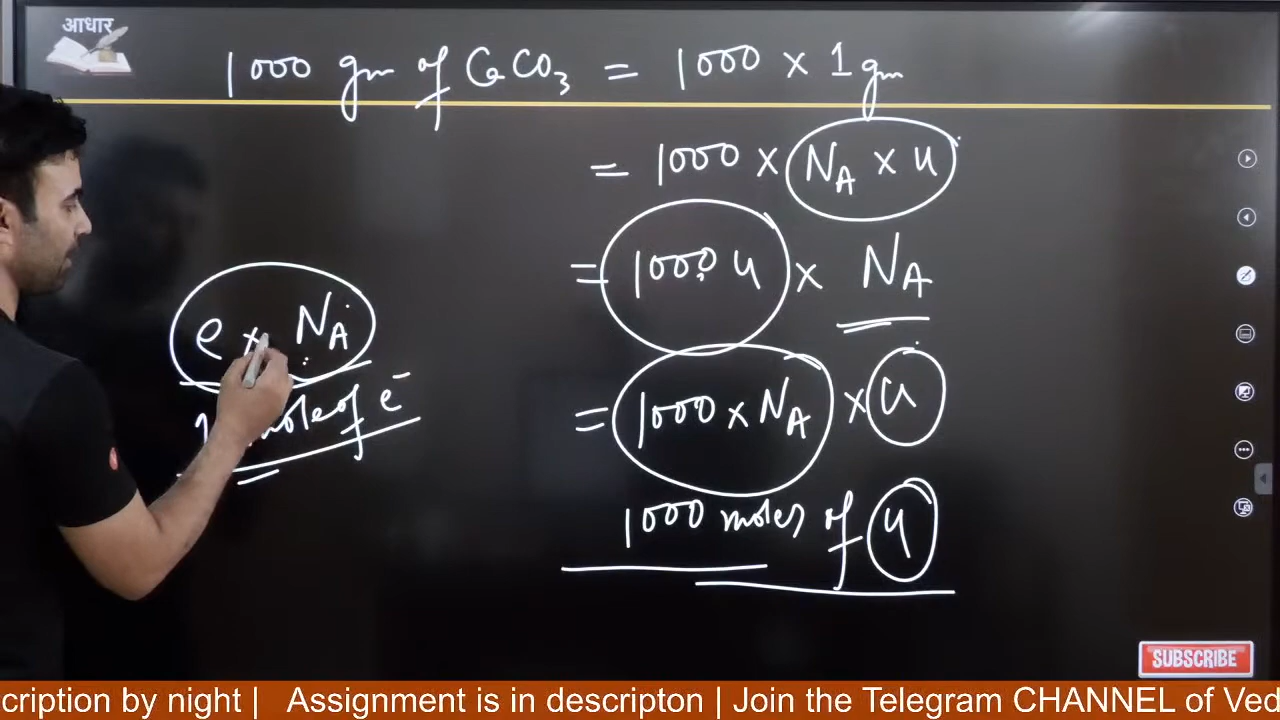 आधार
1000 gm of CaCO3 = 1000 × 1 gm
= 1000 × NA × u
= 1000 u × NA
e × NA
= 1000 × NA × u
mole of e-
1000 moles of u
SUBSCRIBE
cription by night | Assignment is in descripton | Join the Telegram CHANNEL of Ved